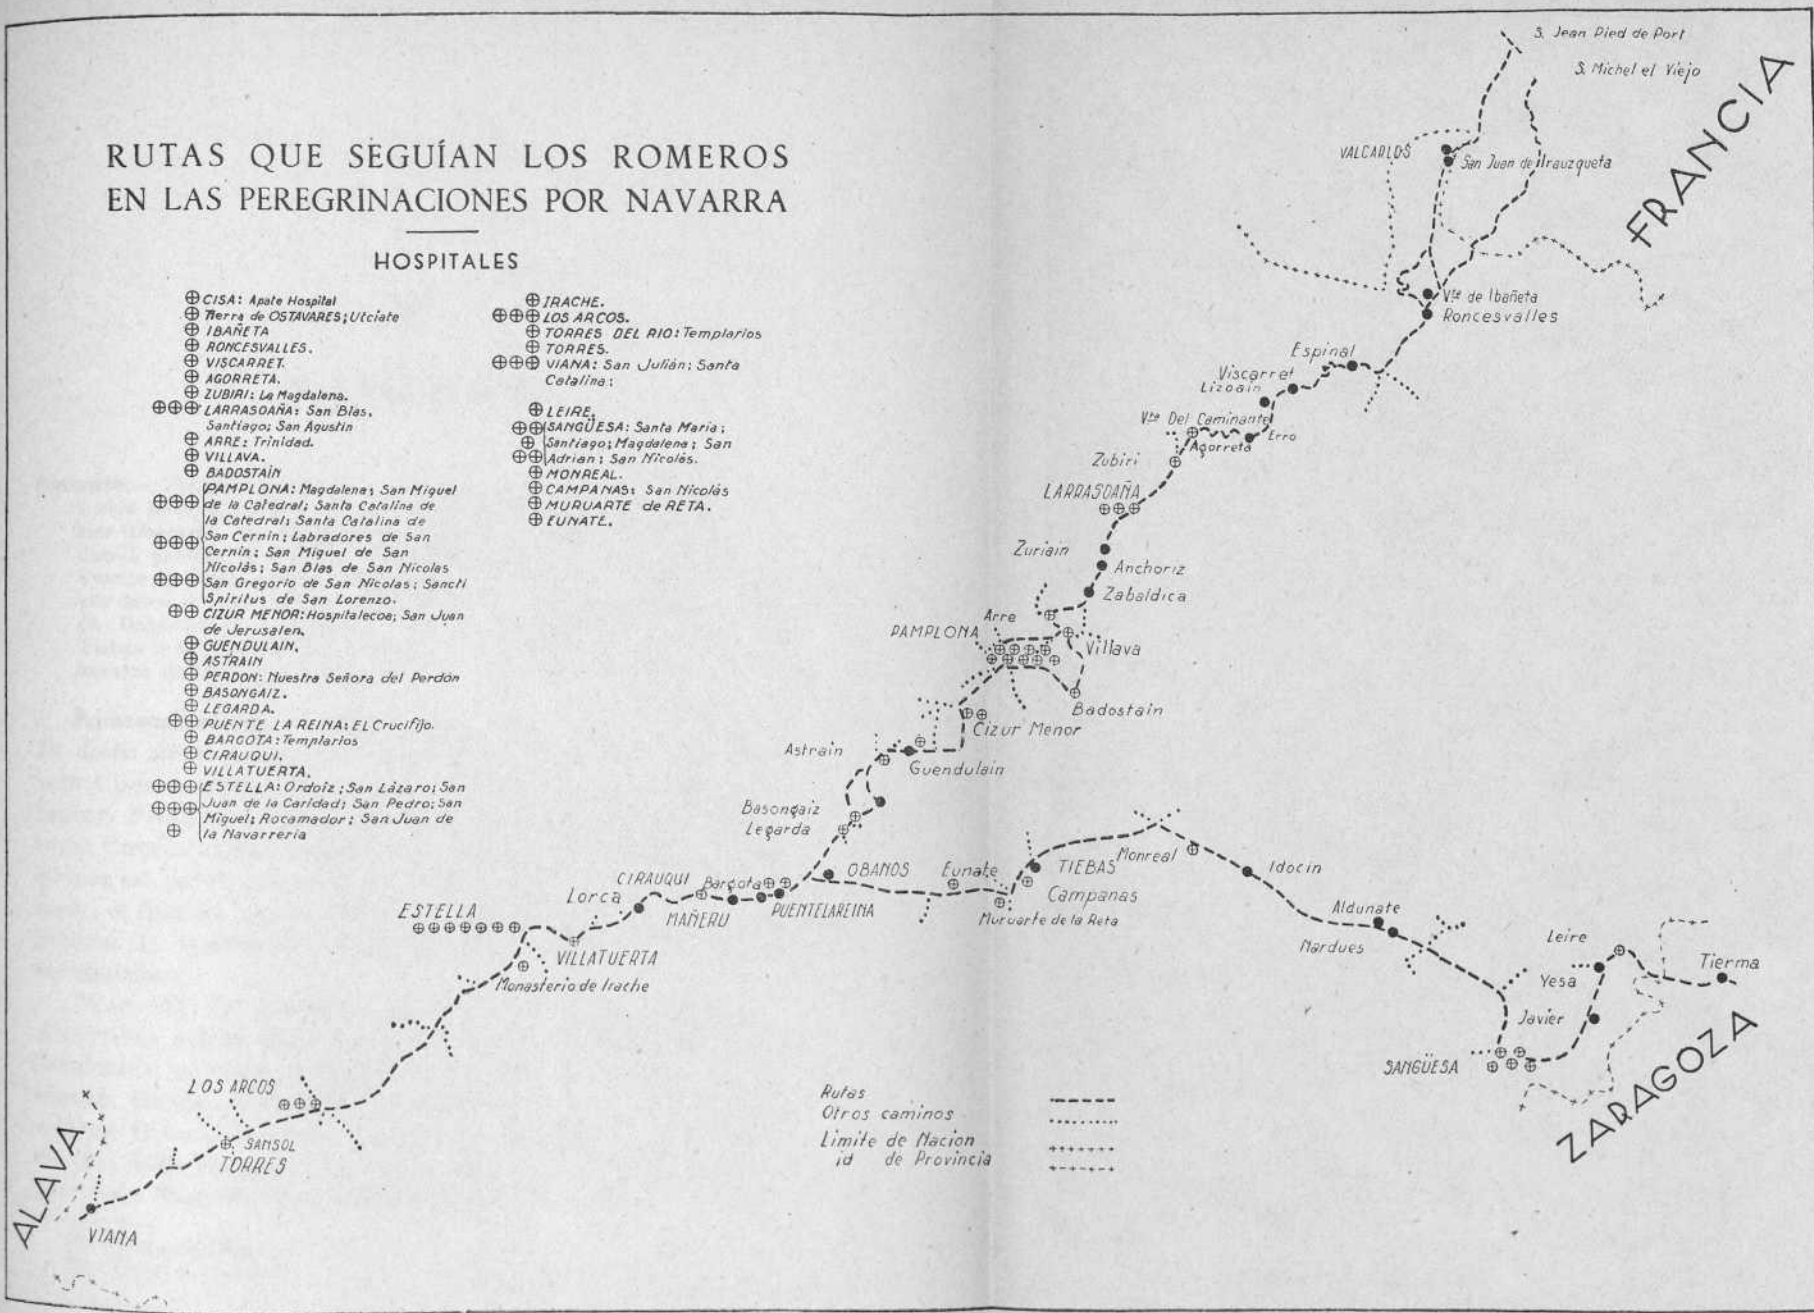 RUTAS QUE SEGUÍAN LOS ROMEROS
EN LAS PEREGRINACIONES POR NAVARRA
HOSPITALES
CISA: Apate Hospital
Tierra de OSTAVARES; Utciate
IBAÑETA
RONCESVALLES.
VISCARRET.
AGORRETA.
ZUBIRI: La Magdalena.
LARRASOAÑA: San Blas.
Santiago; San Agustin
ARRE: Trinidad.
VILLAVA.
BADOSTAIN
PAMPLONA: Magdalena; San Miguel
de la Catedral; Santa Catalina de
la Catedral; Santa Catalina de
San Cernin; Labradores de San
Cernin; San Miguel de San
Nicolás; San Blas de San Nicolas
San Gregorio de San Nicolas; Sancti
Spiritus de San Lorenzo.
CIZUR MENOR: Hospitalecoa; San Juan
de Jerusalen.
GUENDULAIN.
ASTRAIN
PERDON: Nuestra Señora del Perdón
BASONGAIZ.
LEGARDA.
PUENTE LA REINA: EL Crucifijo.
BARGOTA: Templarios
CIRAUQUI.
VILLATUERTA.
ESTELLA: Ordoiz; San Lázaro; San
Juan de la Caridad; San Pedro; San
Miguel; Rocamador; San Juan de
la Navarreria
IRACHE.
LOS ARCOS.
TORRES DEL RIO: Templarios
TORRES.
VIANA: San Julián; Santa
Catalina;
LEIRE.
SANGÜESA: Santa Maria;
Santiago; Magdalena; San
Adrian; San Nicolás.
MONREAL.
CAMPANAS: San Nicolás
MURUARTE de RETA.
EUNATE.
S. Jean Pied de Port
S. Michel el Viejo
FRANCIA
VALCARLOS
San Juan de Irauzqueta
Vta de Ibañeta
Roncesvalles
Espinal
Viscarret
Lizoain
Vta Del Caminante
Erro
Agorreta
Zubiri
LARRASOAÑA
Zuriain
Anchoriz
Zabaldica
Arre
PAMPLONA
Villava
Badostain
Cizur Menor
Astrain
Guendulain
Basongaiz
Legarda
OBANOS
Eunate
TIEBAS
Monreal
Idocin
Campanas
Muruarte de la Reta
CIRAUQUI
Bargota
Lorca
MAÑERU
PUENTELAREINA
ESTELLA
VILLATUERTA
Monasterio de Irache
Aldunate
Nardues
Leire
Yesa
Tierma
Javier
SANGÜESA
ZARAGOZA
LOS ARCOS
SANSOL
TORRES
ALAVA
VIANA
Rutas
Otros caminos
Limite de Nacion
id de Provincia